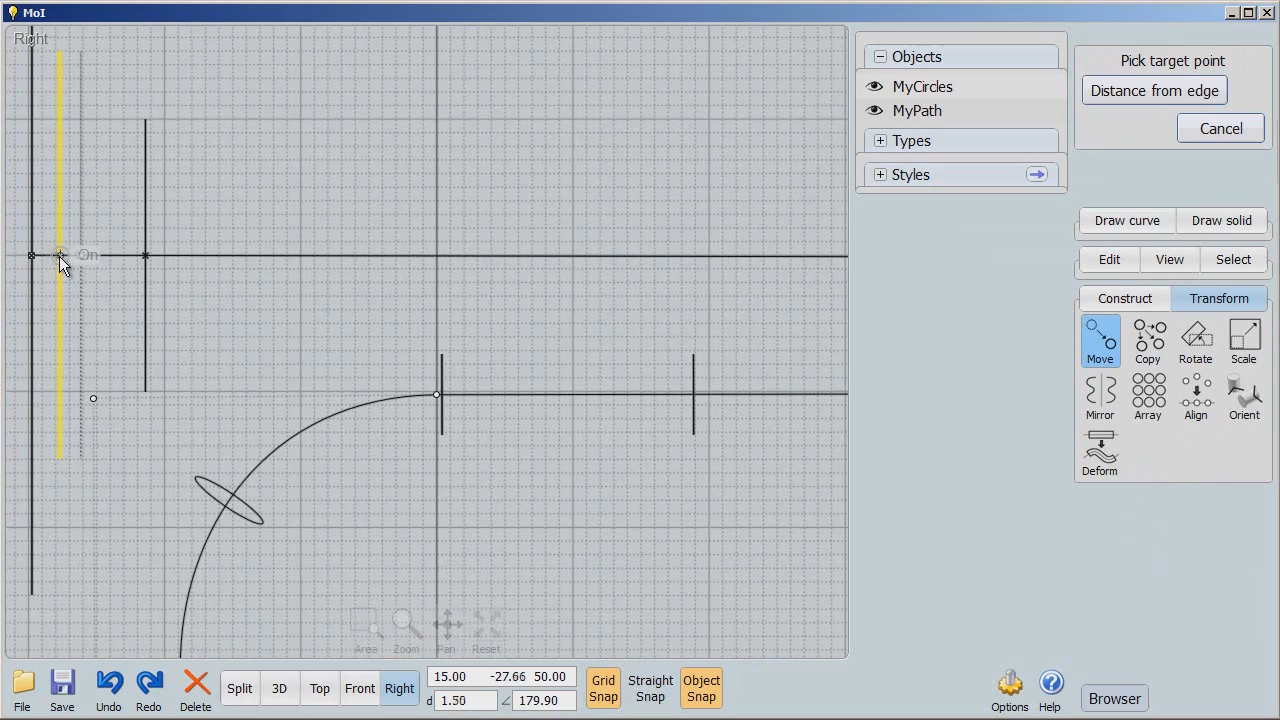 MoI
Right
On
Area
Zoom
Pan
Reset
Objects
MyCircles
MyPath
Types
Styles
Pick target point
Distance from edge
Cancel
Draw curve
Draw solid
Edit
View
Select
Construct
Transform
Move
Copy
Rotate
Scale
Mirror
Array
Align
Orient
Deform
File
Save
Undo
Redo
Delete
Split
3D
Top
Front
Right
15.00 -27.66 50.00
d 1.50 ∠ 179.90
Grid
Snap
Straight
Snap
Object
Snap
Options
Help
Browser